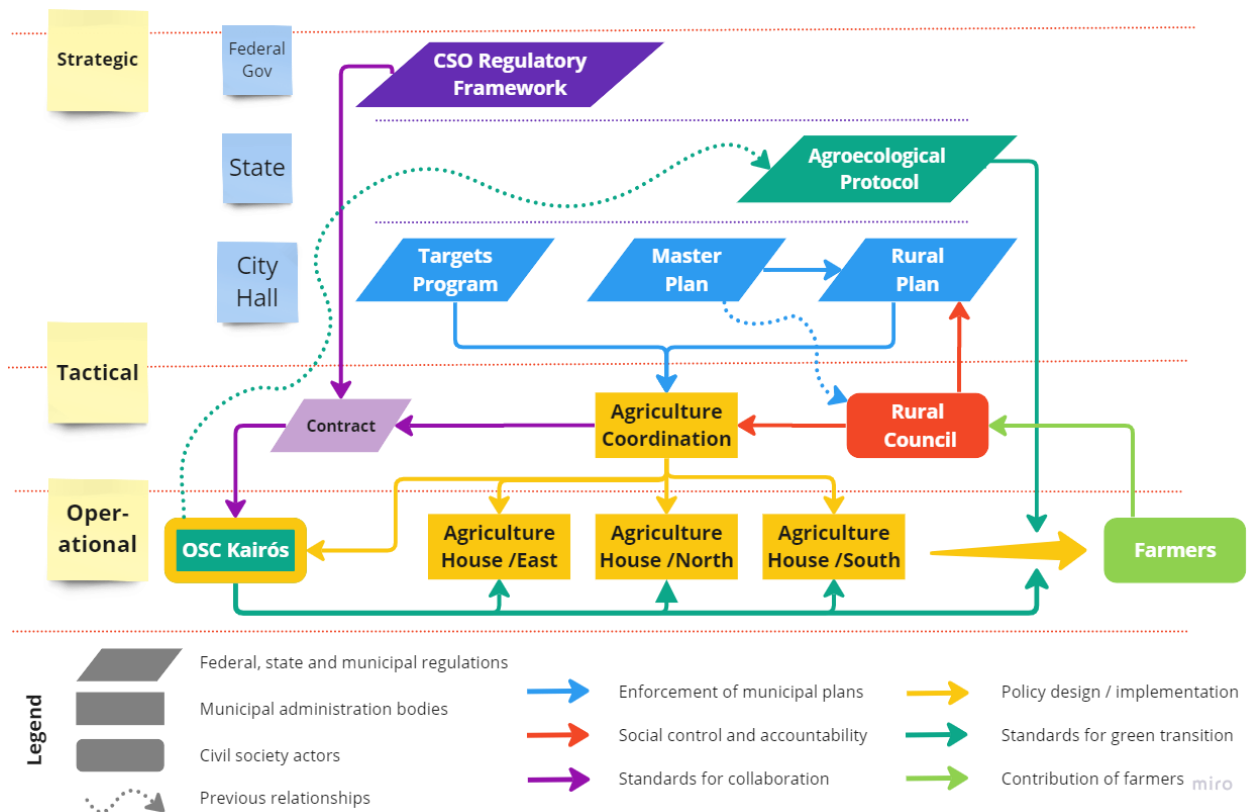 Strategic
Federal
Gov
CSO Regulatory
Framework
State
Agroecological
Protocol
City
Hall
Targets
Program
Master
Plan
Rural
Plan
Tactical
Contract
Agriculture
Coordination
Rural
Council
Oper-
ational
OSC Kairós
Agriculture
House /East
Agriculture
House /North
Agriculture
House /South
Farmers
Legend
Federal, state and municipal regulations
Municipal administration bodies
Civil society actors
Previous relationships
Enforcement of municipal plans
Social control and accountability
Standards for collaboration
Policy design / implementation
Standards for green transition
Contribution of farmers
miro